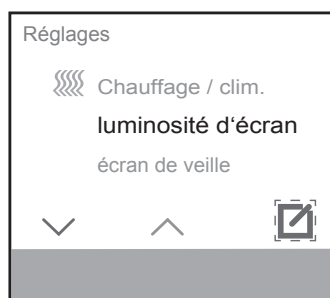 Réglages
Chauffage / clim.
luminosité d‘écran
écran de veille